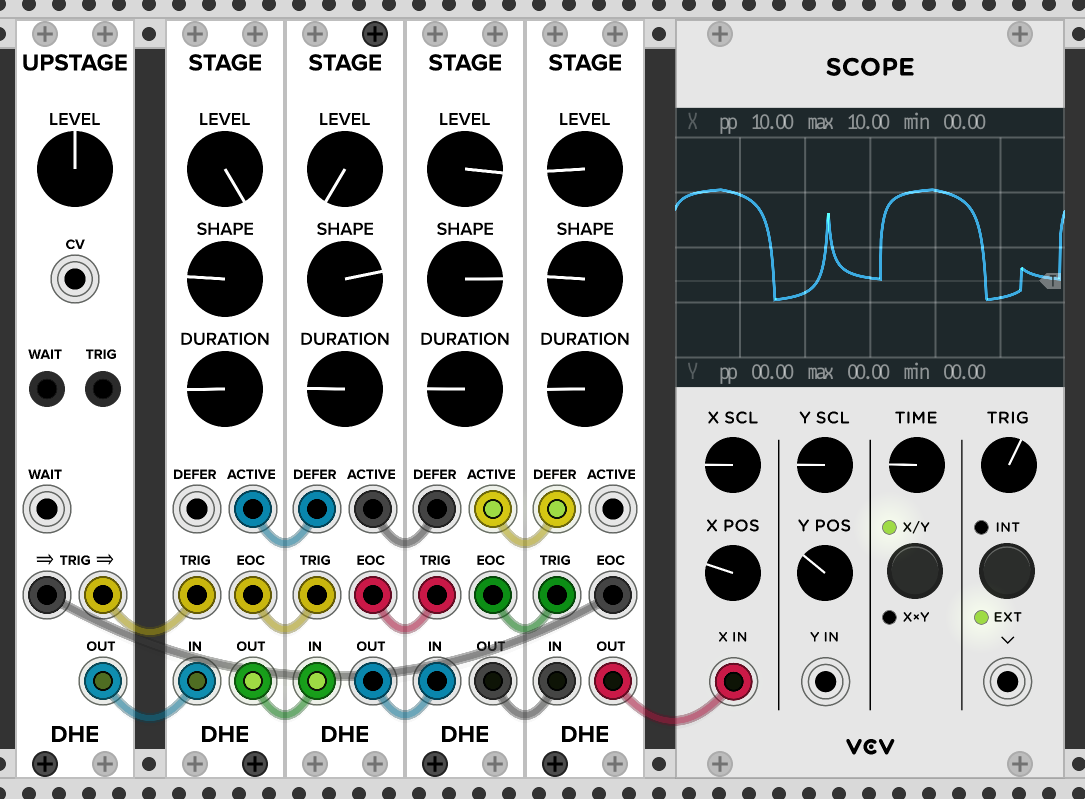 UPSTAGE STAGE STAGE STAGE STAGE SCOPE
LEVEL LEVEL LEVEL LEVEL LEVEL
X pp 10.00 max 10.00 min 00.00
SHAPE SHAPE SHAPE SHAPE
CV
DURATION DURATION DURATION DURATION
WAIT TRIG
Y pp 00.00 max 00.00 min 00.00
X SCL Y SCL TIME TRIG
WAIT DEFER ACTIVE DEFER ACTIVE DEFER ACTIVE DEFER ACTIVE
X POS Y POS X/Y INT
⇒ TRIG ⇒ TRIG EOC TRIG EOC TRIG EOC TRIG EOC
X×Y EXT
X IN Y IN
OUT IN OUT IN OUT IN OUT IN OUT
DHE DHE DHE DHE DHE
VCV